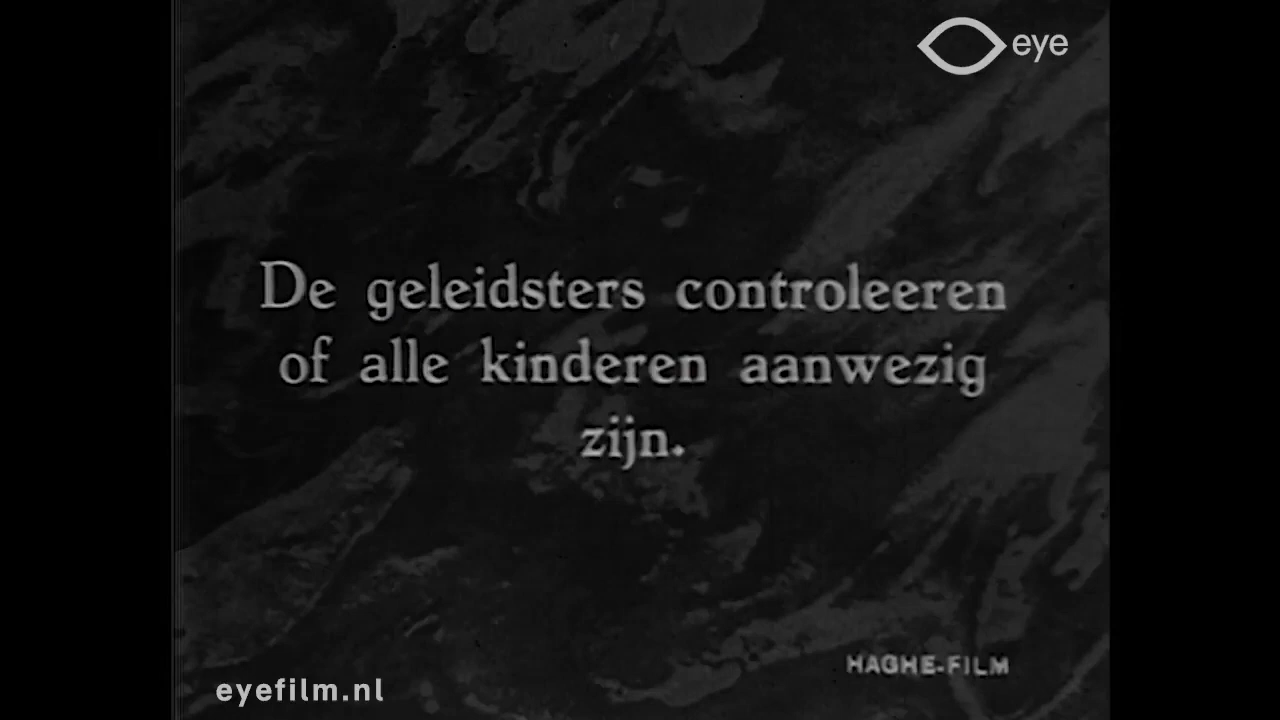 eye
De geleidsters controleeren
of alle kinderen aanwezig
zijn.
HAGHE-FILM
eyefilm.nl